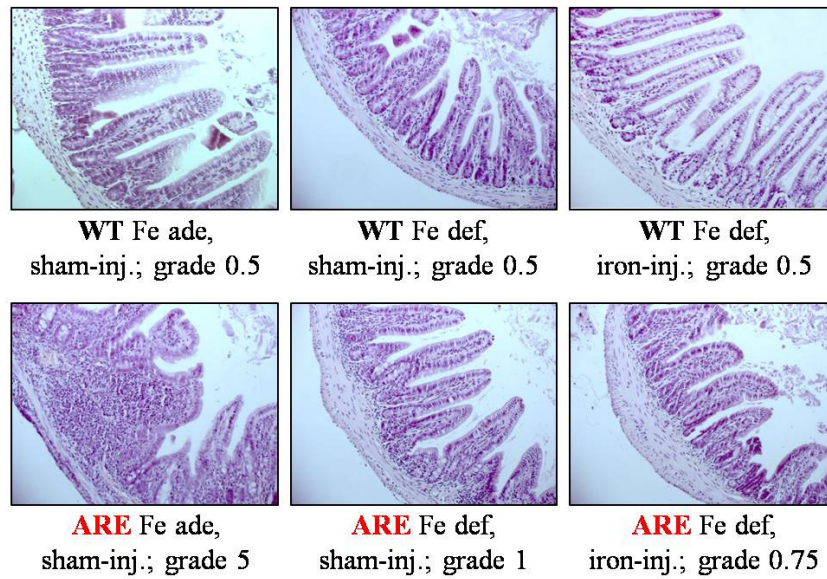 WT Fe ade,
sham-inj.; grade 0.5
WT Fe def,
sham-inj.; grade 0.5
WT Fe def,
iron-inj.; grade 0.5
ARE Fe ade,
sham-inj.; grade 5
ARE Fe def,
sham-inj.; grade 1
ARE Fe def,
iron-inj.; grade 0.75